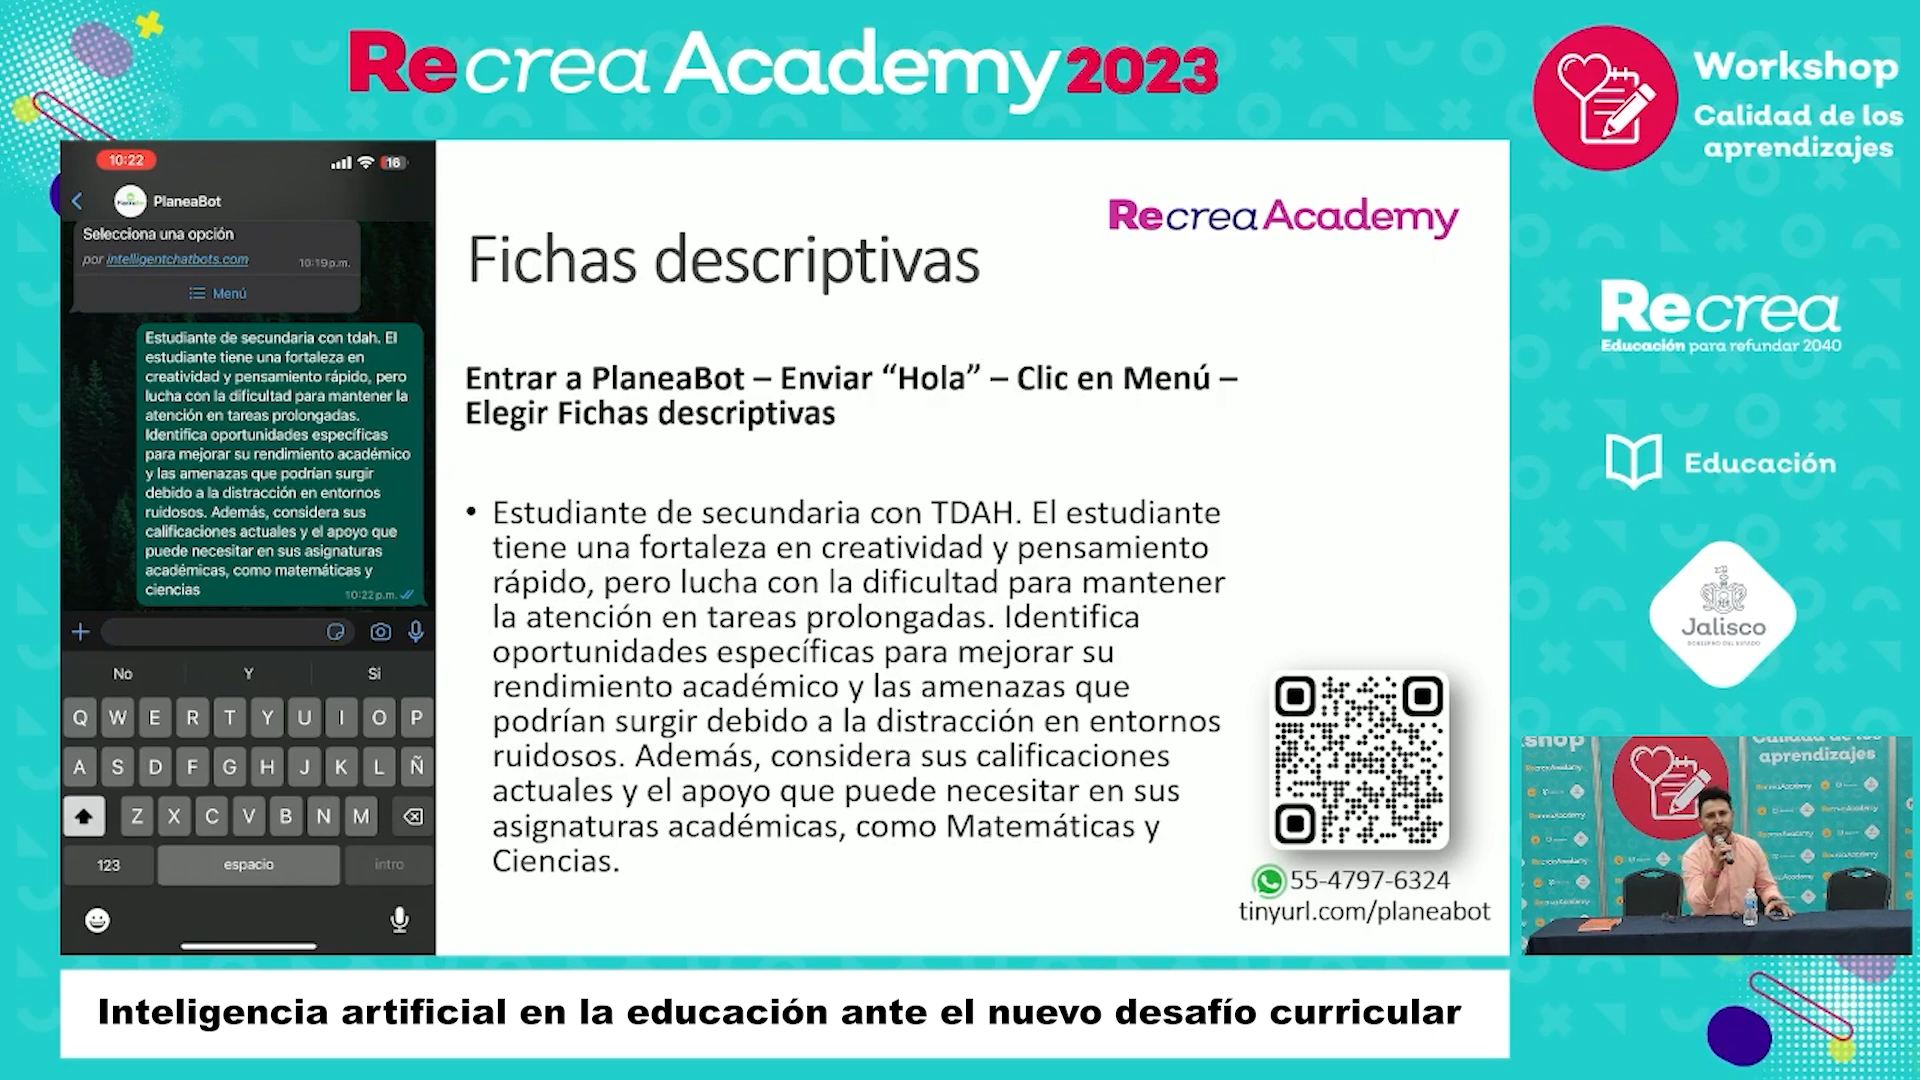 Recrea Academy 2023
Workshop
Calidad de los
aprendizajes
10:22
16
PlaneaBot
Selecciona una opción
por intelligentchatbots.com
10:19 p.m.
Menú
Estudiante de secundaria con tdah. El
estudiante tiene una fortaleza en
creatividad y pensamiento rápido, pero
lucha con la dificultad para mantener la
atención en tareas prolongadas.
Identifica oportunidades específicas
para mejorar su rendimiento académico
y las amenazas que podrían surgir
debido a la distracción en entornos
ruidosos. Además, considera sus
calificaciones actuales y el apoyo que
puede necesitar en sus asignaturas
académicas, como matemáticas y
ciencias
10:22 p.m.
No Y Si
Q W E R T Y U I O P
A S D F G H J K L Ñ
Z X C V B N M
123 espacio intro
Recrea Academy
Fichas descriptivas
Entrar a PlaneaBot – Enviar “Hola” – Clic en Menú –
Elegir Fichas descriptivas
• Estudiante de secundaria con TDAH. El estudiante
tiene una fortaleza en creatividad y pensamiento
rápido, pero lucha con la dificultad para mantener
la atención en tareas prolongadas. Identifica
oportunidades específicas para mejorar su
rendimiento académico y las amenazas que
podrían surgir debido a la distracción en entornos
ruidosos. Además, considera sus calificaciones
actuales y el apoyo que puede necesitar en sus
asignaturas académicas, como Matemáticas y
Ciencias.
55-4797-6324
tinyurl.com/planeabot
Recrea
Educación para refundar 2040
Educación
Jalisco
GOBIERNO DEL ESTADO
aprendizajes
Inteligencia artificial en la educación ante el nuevo desafío curricular